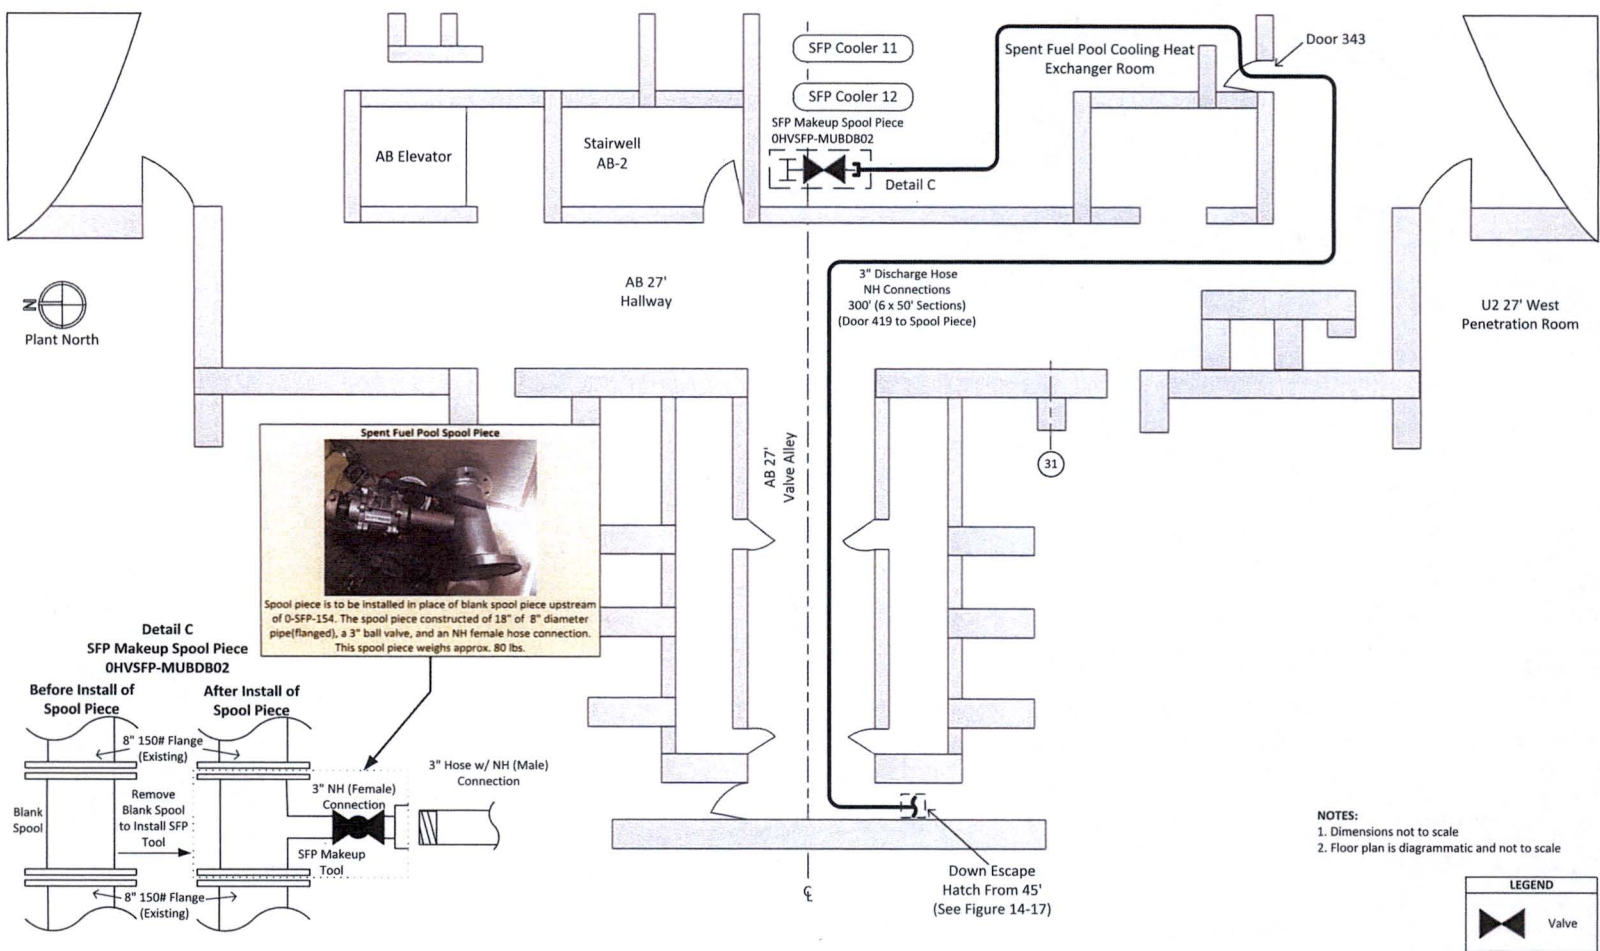 SFP Cooler 11
SFP Cooler 12
SFP Makeup Spool Piece
0HVSFP-MUBDB02
Detail C
Spent Fuel Pool Cooling Heat
Exchanger Room
Door 343
AB Elevator
Stairwell
AB-2
N
Plant North
AB 27'
Hallway
3" Discharge Hose
NH Connections
300' (6 x 50' Sections)
(Door 419 to Spool Piece)
U2 27' West
Penetration Room
AB 27'
Valve Alley
31
Spent Fuel Pool Spool Piece
Spool piece is to be installed in place of blank spool piece upstream
of 0-SFP-154. The spool piece constructed of 18" of 8" diameter
pipe(flanged), a 3" ball valve, and an NH female hose connection.
This spool piece weighs approx. 80 lbs.
Detail C
SFP Makeup Spool Piece
0HVSFP-MUBDB02
Before Install of
Spool Piece
After Install of
Spool Piece
8" 150# Flange
(Existing)
Blank
Spool
Remove
Blank Spool
to Install SFP
Tool
3" NH (Female)
Connection
SFP Makeup
Tool
3" Hose w/ NH (Male)
Connection
8" 150# Flange
(Existing)
Down Escape
Hatch From 45'
(See Figure 14-17)
℄
NOTES:
1. Dimensions not to scale
2. Floor plan is diagrammatic and not to scale
LEGEND
Valve